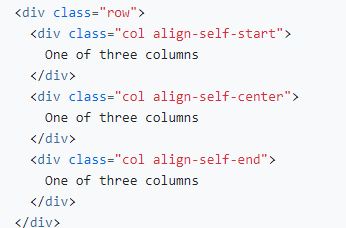 <div class="row">
  <div class="col align-self-start">
    One of three columns
  </div>
  <div class="col align-self-center">
    One of three columns
  </div>
  <div class="col align-self-end">
    One of three columns
  </div>
</div>